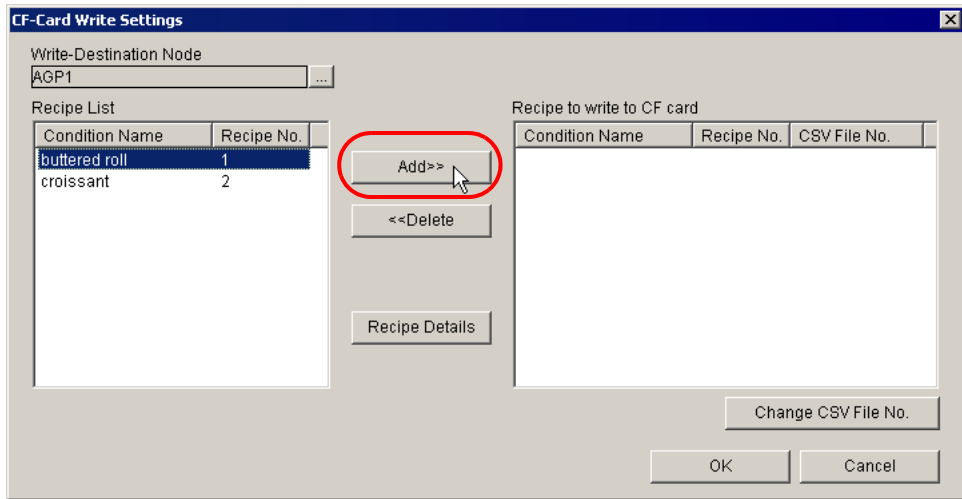 CF-Card Write Settings
Write-Destination Node
AGP1
...
Recipe List
Condition Name Recipe No.
buttered roll 1
croissant 2
Add>>
<<Delete
Recipe Details
Recipe to write to CF card
Condition Name Recipe No. CSV File No.
Change CSV File No.
OK Cancel